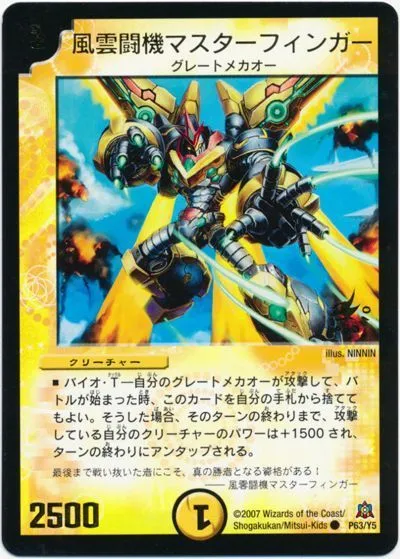 3
風雲闘機マスターフィンガー
グレートメカオー
illus. NINNIN
クリーチャー
■ バイオ・T―自分のグレートメカオーが攻撃して、バ
トルが始まった時、このカードを自分の手札から捨て
てもよい。そうした場合、そのターンの終わりまで、攻撃
している自分のクリーチャーのパワーは+1500され、
ターンの終わりにアンタップされる。
最後まで戦い抜いた者にこそ、真の勝者となる資格がある!
―― 風雲闘機マスターフィンガー
2500
©2007 Wizards of the Coast/
Shogakukan/Mitsui-Kids ● P63/Y5